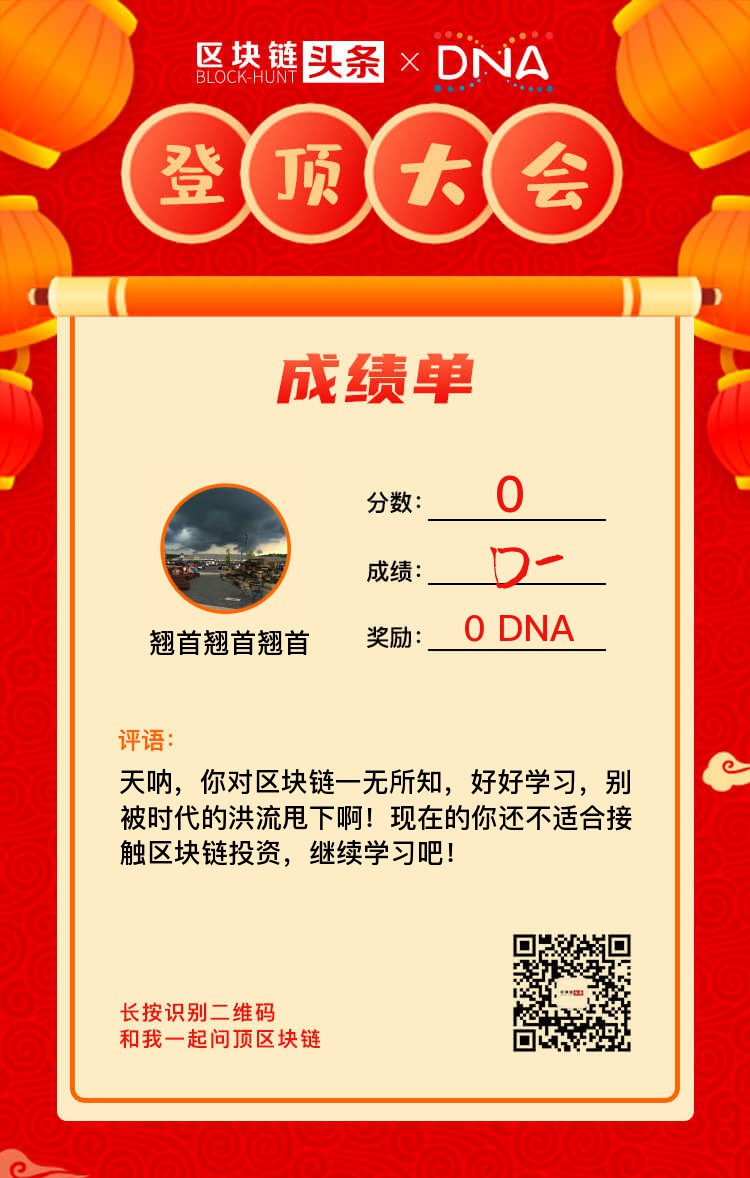 区块链头条 × DNA
BLOCK-HUNT
登顶大会
成绩单
分数: 0
成绩: D-
奖励: 0 DNA
翘首翘首翘首
评语:
天呐，你对区块链一无所知，好好学习，别
被时代的洪流甩下啊！现在的你还不适合接
触区块链投资，继续学习吧！
长按识别二维码
和我一起问顶区块链